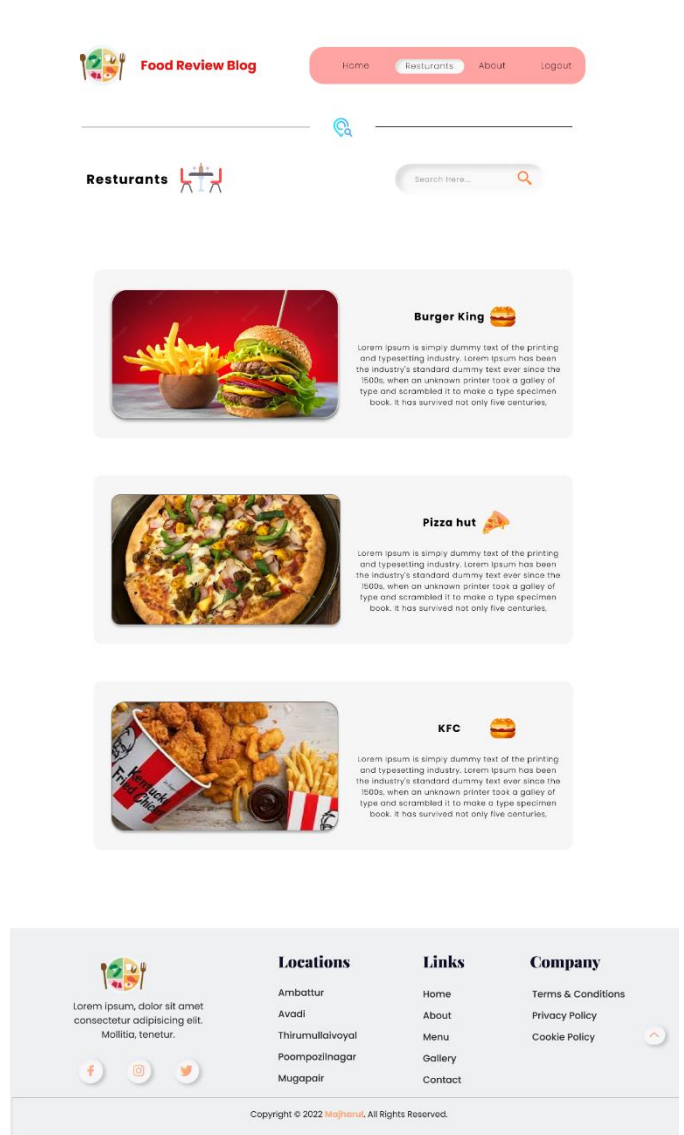 Food Review Blog
Home Resturants About Logout
Resturants
Search Here...
Burger King
Lorem Ipsum is simply dummy text of the printing
and typesetting industry. Lorem Ipsum has been
the industry's standard dummy text ever since the
1500s, when an unknown printer took a galley of
type and scrambled it to make a type specimen
book. It has survived not only five centuries,
Pizza hut
Lorem Ipsum is simply dummy text of the printing
and typesetting industry. Lorem Ipsum has been
the industry's standard dummy text ever since the
1500s, when an unknown printer took a galley of
type and scrambled it to make a type specimen
book. It has survived not only five centuries,
KFC
Kentucky
Fried Chicken
Lorem Ipsum is simply dummy text of the printing
and typesetting industry. Lorem Ipsum has been
the industry's standard dummy text ever since the
1500s, when an unknown printer took a galley of
type and scrambled it to make a type specimen
book. It has survived not only five centuries,
Lorem ipsum, dolor sit amet
consectetur adipisicing elit.
Mollitia, tenetur.
Locations
Ambattur
Avadi
Thirumullaivoyal
Poompozilnagar
Mugapair
Links
Home
About
Menu
Gallery
Contact
Company
Terms & Conditions
Privacy Policy
Cookie Policy
Copyright © 2022 Majharul. All Rights Reserved.